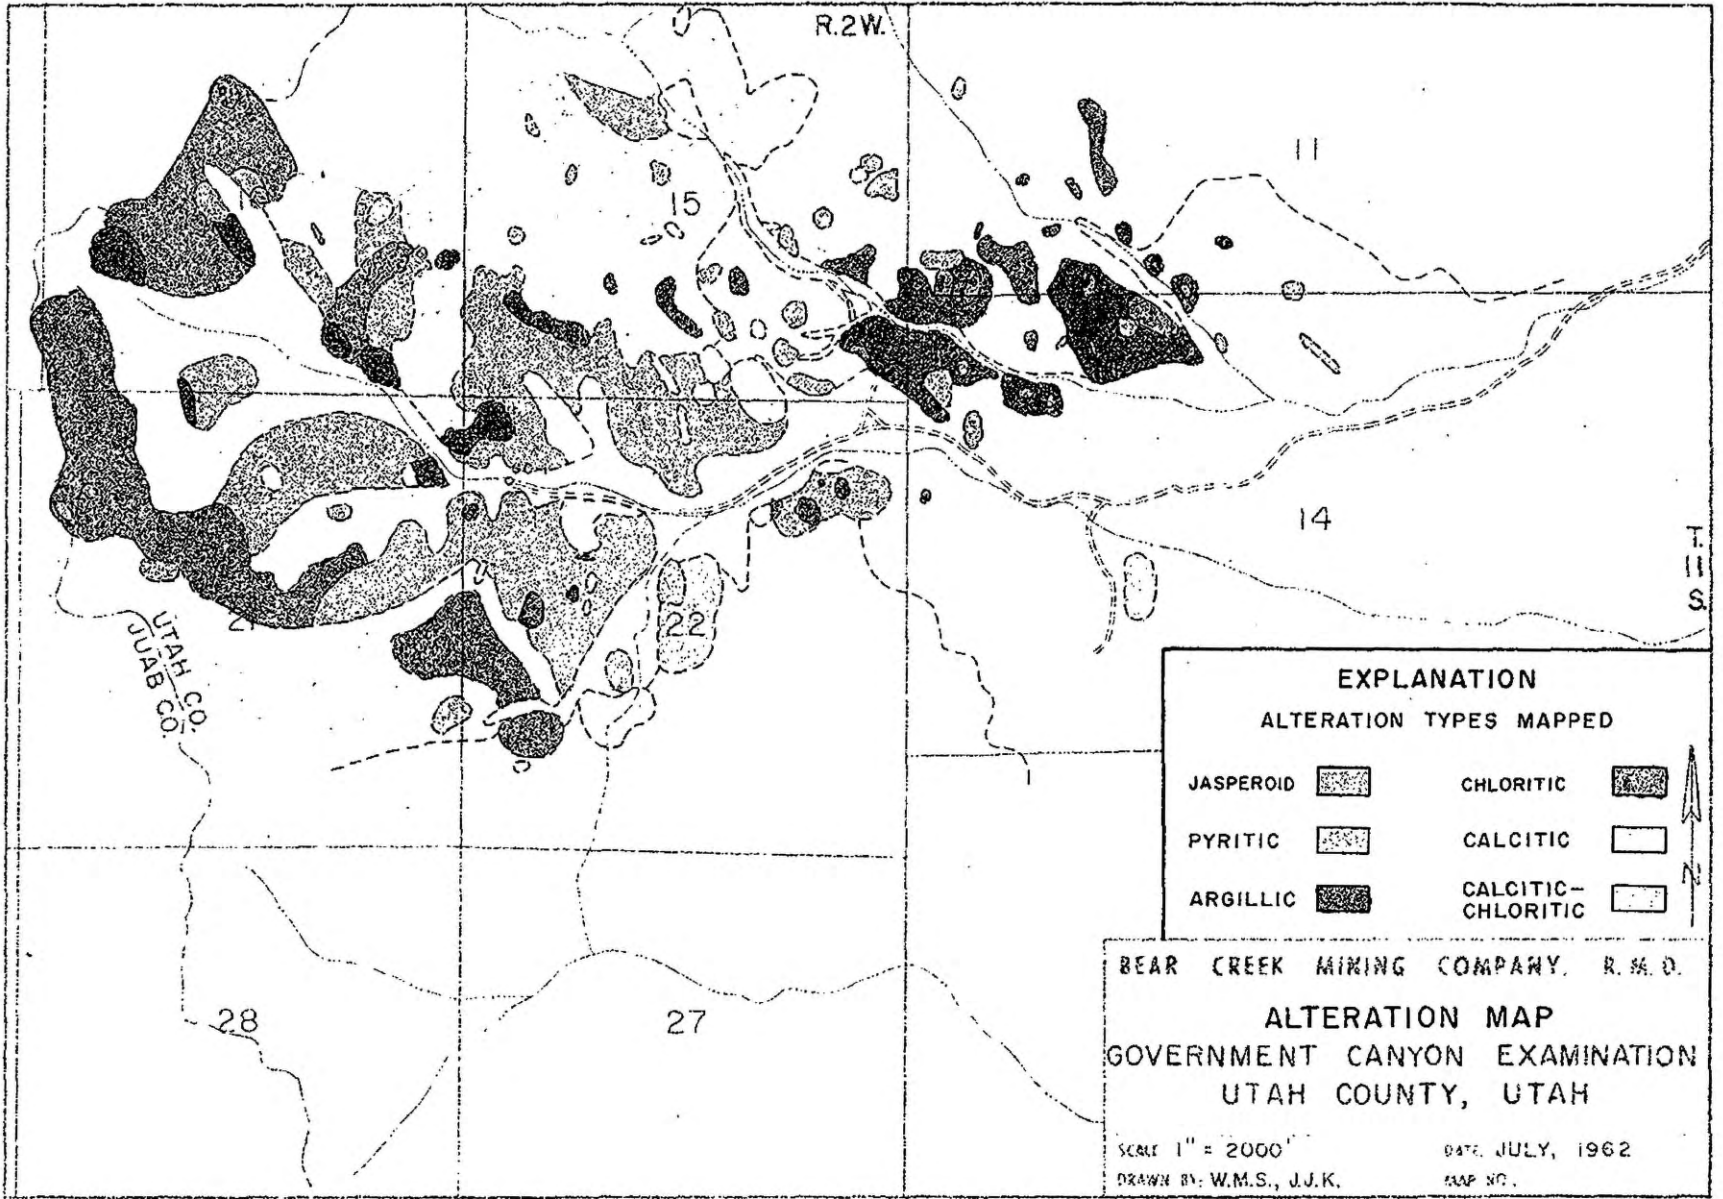 R.2W.
11
15
14
T.
11
S.
21
22
UTAH CO.
JUAB CO.
28
27
EXPLANATION
ALTERATION TYPES MAPPED
JASPEROID
CHLORITIC
PYRITIC
CALCITIC
ARGILLIC
CALCITIC-
CHLORITIC
N
BEAR CREEK MINING COMPANY. R.M.D.
ALTERATION MAP
GOVERNMENT CANYON EXAMINATION
UTAH COUNTY, UTAH
SCALE 1" = 2000'
DATE JULY, 1962
DRAWN BY: W.M.S., J.J.K.
MAP NO.